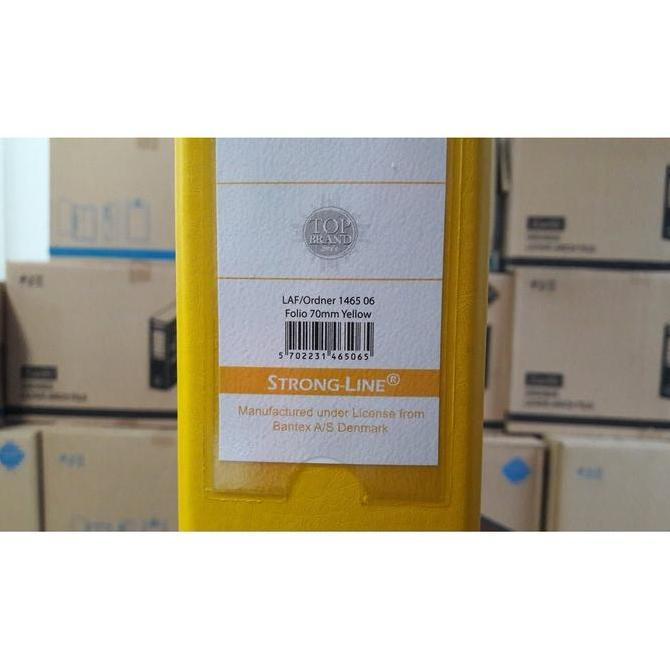 TOP
BRAND
LAF/Ordner 1465 06
Folio 70mm Yellow
5 702231 465065
STRONG-LINE®
Manufactured under License from
Bantex A/S Denmark